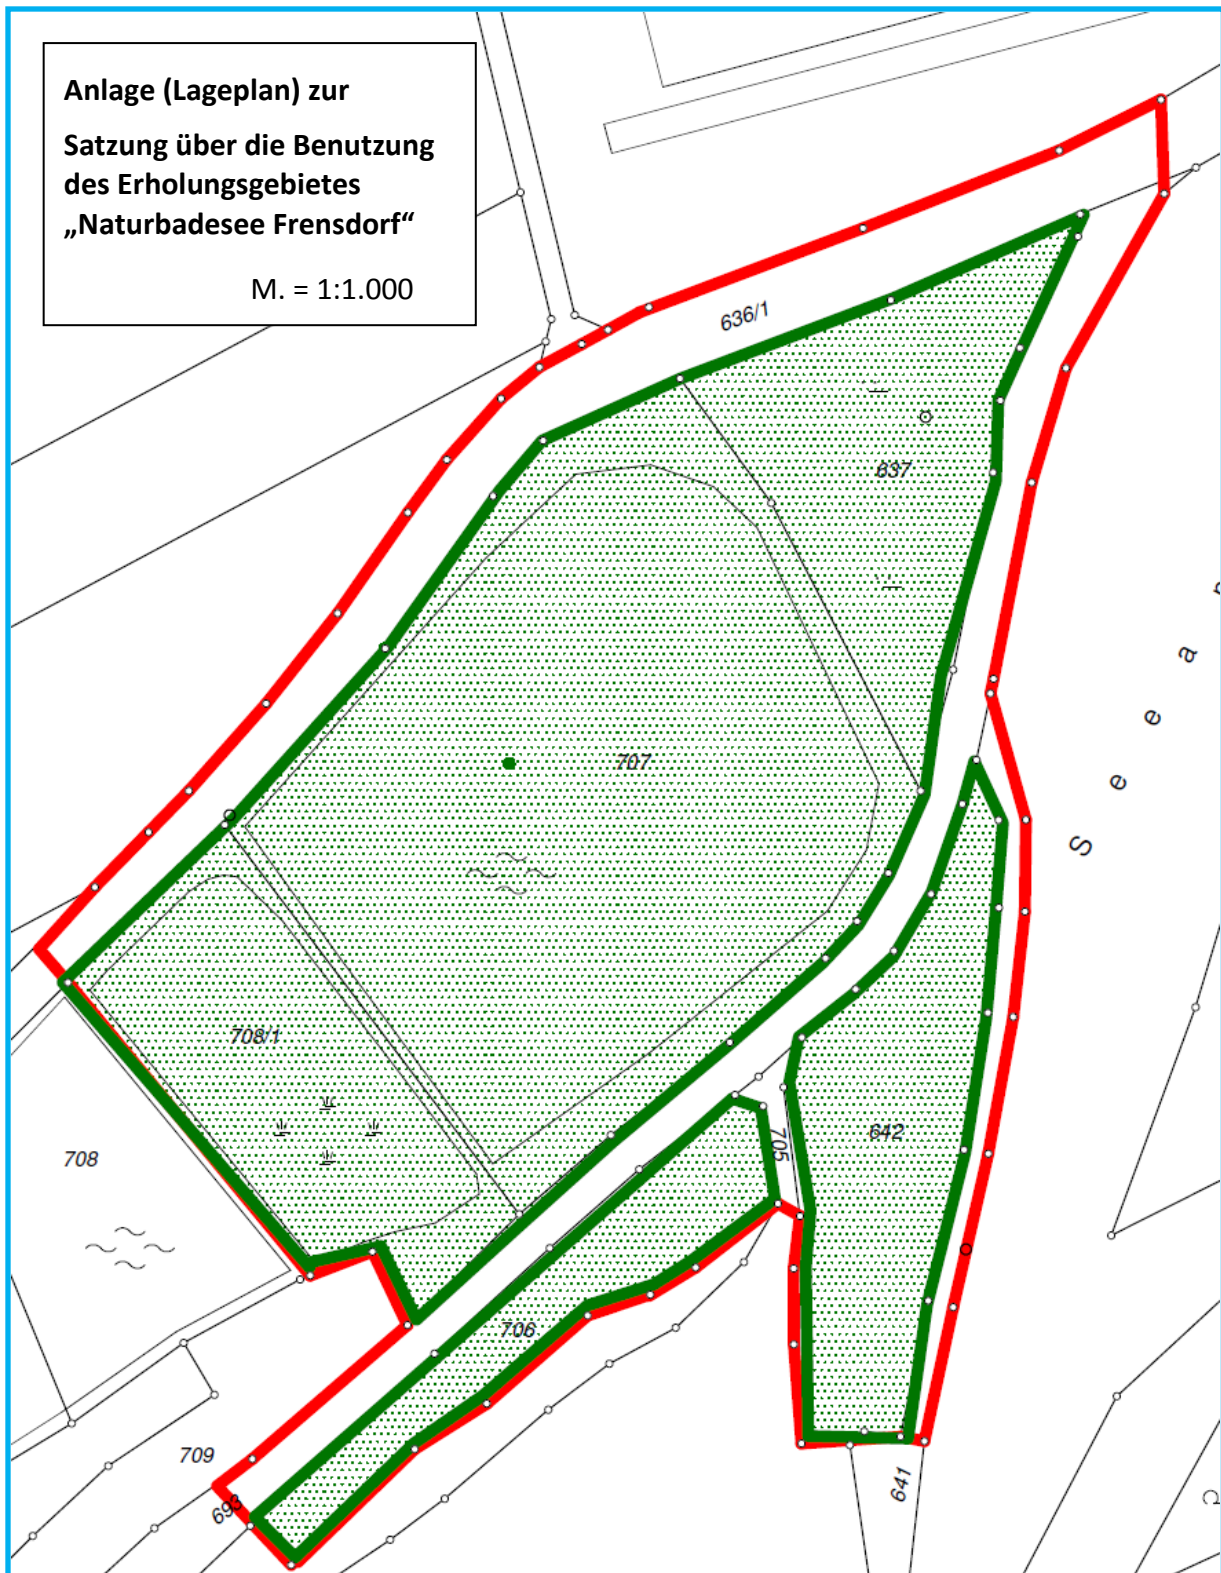 Anlage (Lageplan) zur
Satzung über die Benutzung
des Erholungsgebietes
„Naturbadesee Frensdorf“
M. = 1:1.000
636/1
637
707
708/1
708
705
642
706
709
693
641
S e e a